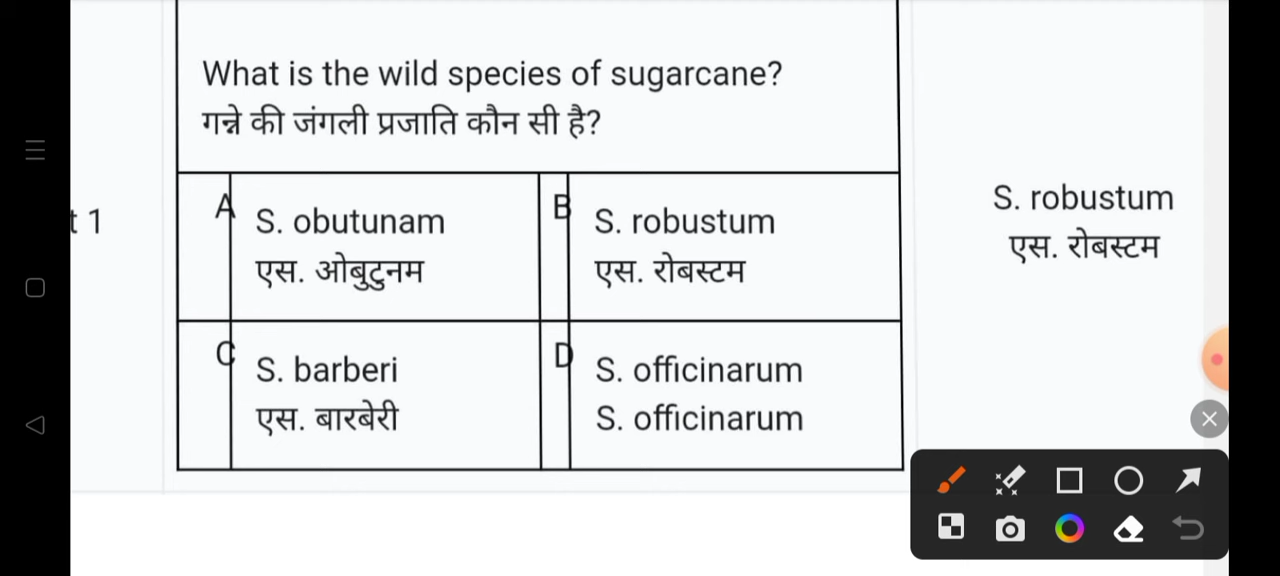 What is the wild species of sugarcane?
गन्ने की जंगली प्रजाति कौन सी है?
t 1
A
S. obutunam
एस. ओबुटुनम
B
S. robustum
एस. रोबस्टम
C
S. barberi
एस. बारबेरी
D
S. officinarum
S. officinarum
S. robustum
एस. रोबस्टम